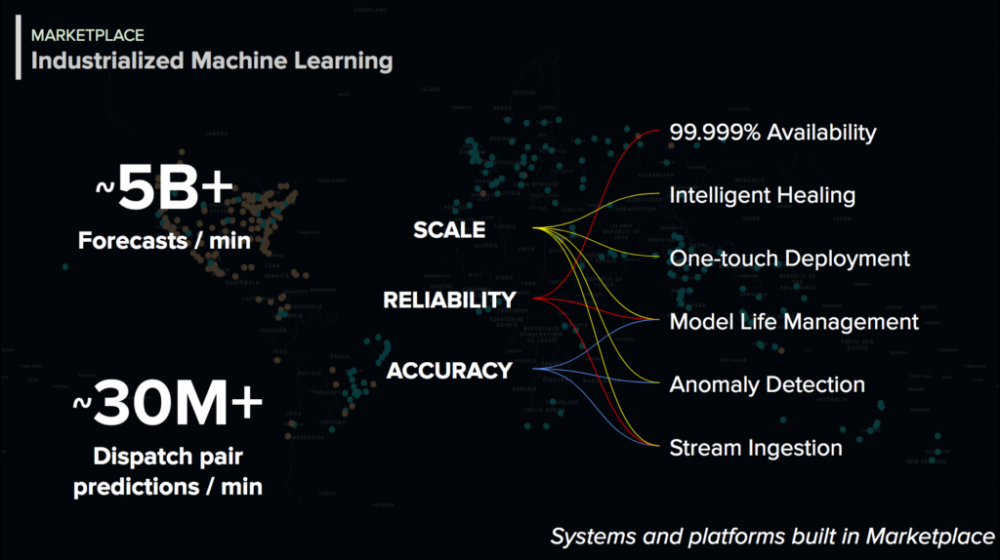 MARKETPLACE
Industrialized Machine Learning
~5B+
Forecasts / min
~30M+
Dispatch pair
predictions / min
SCALE
RELIABILITY
ACCURACY
99.999% Availability
Intelligent Healing
One-touch Deployment
Model Life Management
Anomaly Detection
Stream Ingestion
Systems and platforms built in Marketplace